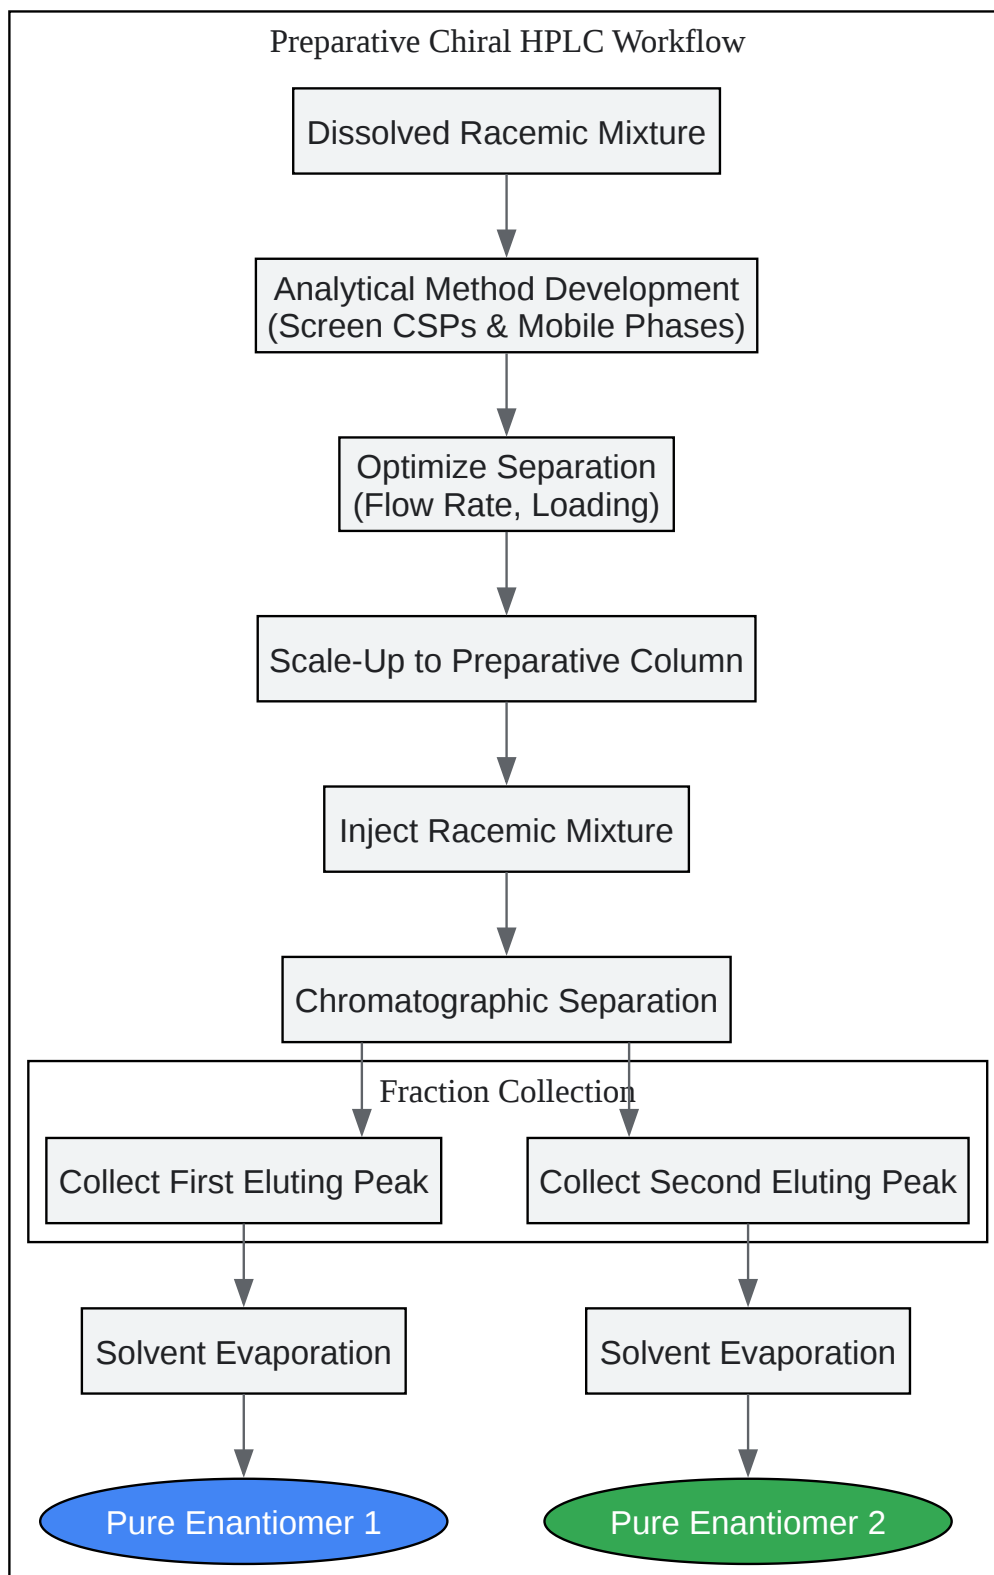 Preparative Chiral HPLC Workflow
Dissolved Racemic Mixture
Analytical Method Development
(Screen CSPs & Mobile Phases)
Optimize Separation
(Flow Rate, Loading)
Scale-Up to Preparative Column
Inject Racemic Mixture
Chromatographic Separation
Fraction Collection
Collect First Eluting Peak
Collect Second Eluting Peak
Solvent Evaporation
Solvent Evaporation
Pure Enantiomer 1
Pure Enantiomer 2